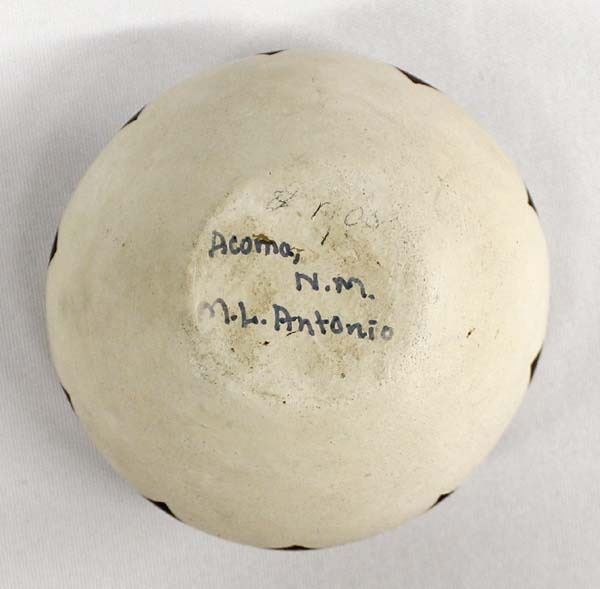 Acoma,
N.M.
M.L. Antonio